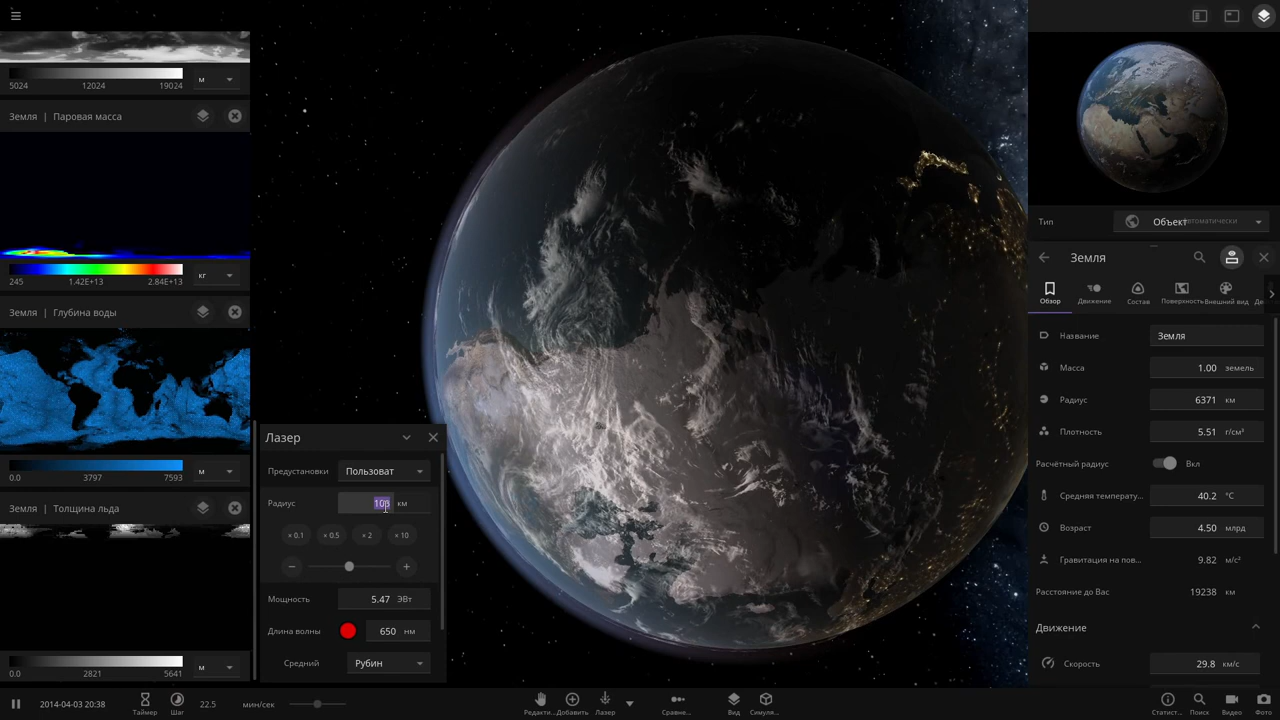 м
5024
12024
19024
Земля | Паровая масса
кг
245
1.42E+13
2.84E+13
Земля | Глубина воды
м
0.0
3797
7593
Земля | Толщина льда
м
0.0
2821
5641
Лазер
Предустановки
Пользоват
Радиус
100 км
× 0.1
× 0.5
× 2
× 10
Мощность
5.47 ЭВт
Длина волны
650 нм
Средний
Рубин
Тип
Объект
автоматически
Земля
Обзор
Движение
Состав
Поверхность
Внешний вид
Де
Название
Земля
Масса
1.00 земель
Радиус
6371 км
Плотность
5.51 г/см³
Расчётный радиус
Вкл
Средняя температу...
40.2 °C
Возраст
4.50 млрд
Гравитация на пов...
9.82 м/с²
Расстояние до Вас
19238 км
Движение
Скорость
29.8 км/с
2014-04-03 20:38
Таймер
Шаг
22.5 мин/сек
Редакти...
Добавить
Лазер
Сравне...
Вид
Симуля...
Статист...
Поиск
Видео
Фото